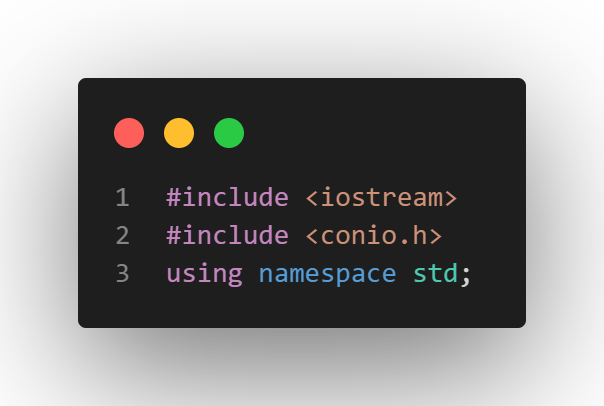 1 #include <iostream>
2 #include <conio.h>
3 using namespace std;